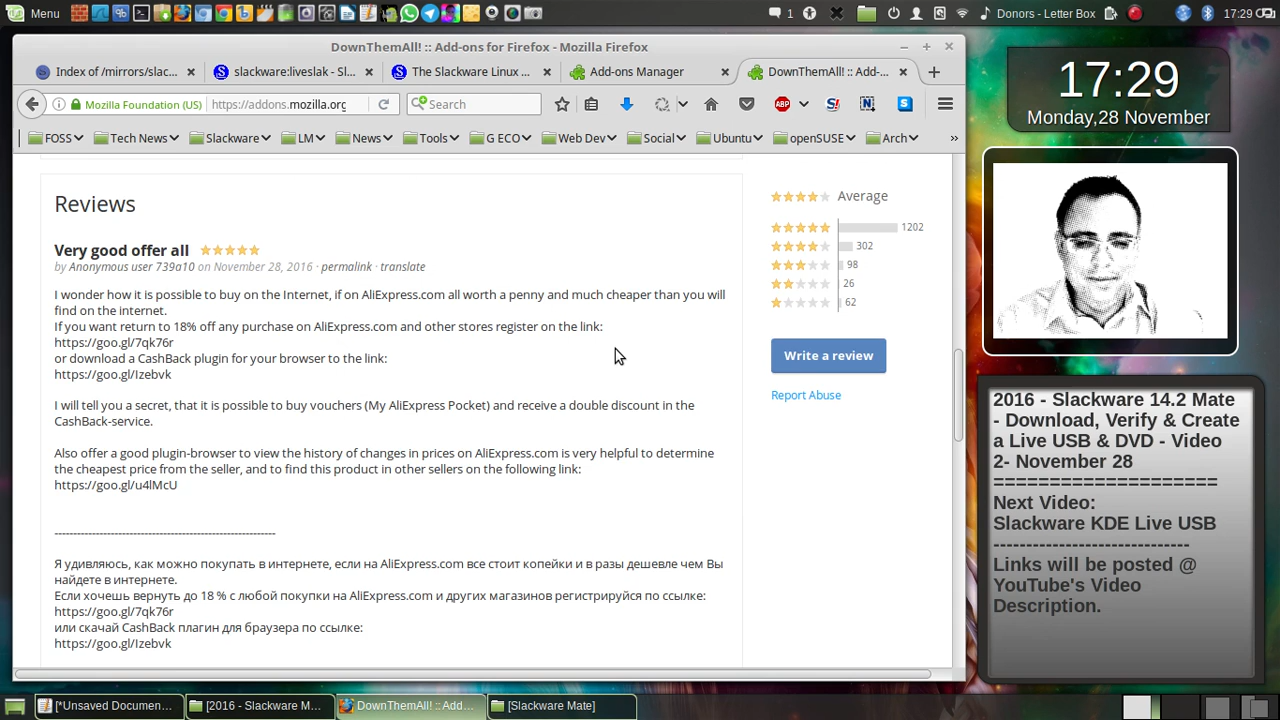 Menu
1
Donors - Letter Box
17:29
DownThemAll! :: Add-ons for Firefox - Mozilla Firefox
Index of /mirrors/slac...
slackware:liveslak - Sl...
The Slackware Linux ...
Add-ons Manager
DownThemAll! :: Add-...
Mozilla Foundation (US)
https://addons.mozilla.org
Search
ABP
FOSS
Tech News
Slackware
LM
News
Tools
G ECO
Web Dev
Social
Ubuntu
openSUSE
Arch
»
Reviews
Very good offer all
by Anonymous user 739a10 on November 28, 2016 · permalink · translate
I wonder how it is possible to buy on the Internet, if on AliExpress.com all worth a penny and much cheaper than you will
find on the internet.
If you want return to 18% off any purchase on AliExpress.com and other stores register on the link:
https://goo.gl/7qk76r
or download a CashBack plugin for your browser to the link:
https://goo.gl/Izebvk
I will tell you a secret, that it is possible to buy vouchers (My AliExpress Pocket) and receive a double discount in the
CashBack-service.
Also offer a good plugin-browser to view the history of changes in prices on AliExpress.com is very helpful to determine
the cheapest price from the seller, and to find this product in other sellers on the following link:
https://goo.gl/u4lMcU
----------------------------------------------------------
Я удивляюсь, как можно покупать в интернете, если на AliExpress.com все стоит копейки и в разы дешевле чем Вы
найдете в интернете.
Если хочешь вернуть до 18 % с любой покупки на AliExpress.com и других магазинов регистрируйся по ссылке:
https://goo.gl/7qk76r
или скачай CashBack плагин для браузера по ссылке:
https://goo.gl/Izebvk
Average
1202
302
98
26
62
Write a review
Report Abuse
17:29
Monday,28 November
2016 - Slackware 14.2 Mate
- Download, Verify & Create
a Live USB & DVD - Video
2- November 28
====================
Next Video:
Slackware KDE Live USB
----------------------------
Links will be posted @
YouTube's Video
Description.
[*Unsaved Documen...
[2016 - Slackware M...
DownThemAll! :: Add...
[Slackware Mate]